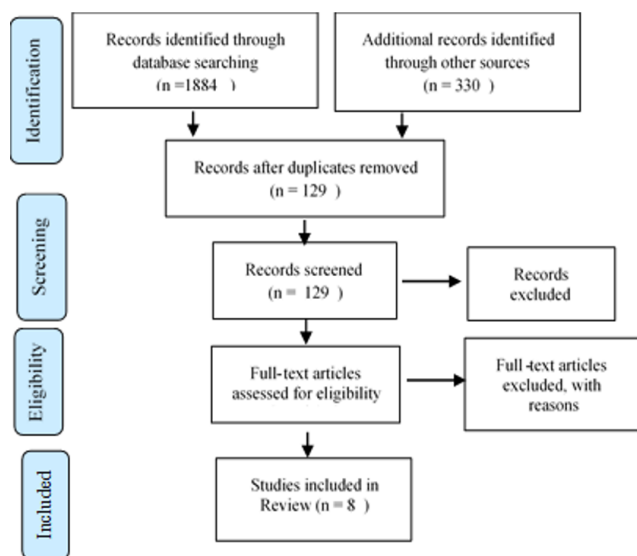 Identification
Records identified through
database searching
(n =1884 )
Additional records identified
through other sources
(n = 330 )
Records after duplicates removed
(n = 129 )
Screening
Records screened
(n = 129 )
Records
excluded
Eligibility
Full-text articles
assessed for eligibility
Full-text articles
excluded, with
reasons
Included
Studies included in
Review (n = 8 )